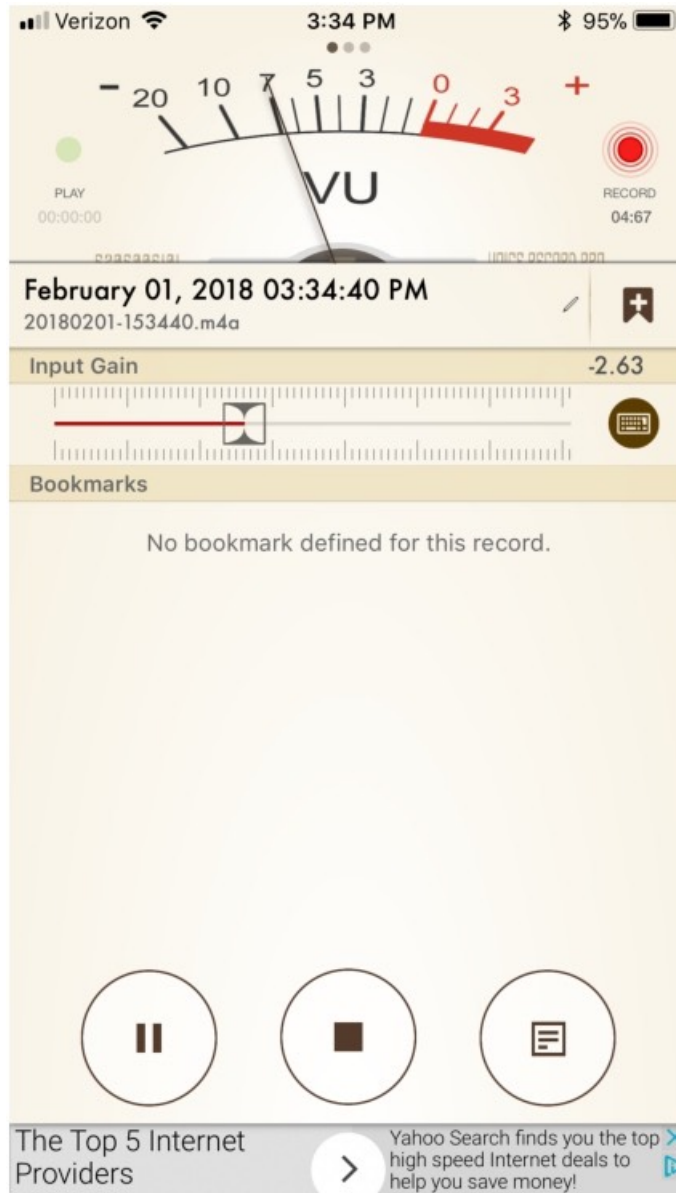 Verizon 3:34 PM 95%
- 20 10 7 5 3 0 3 +
VU
PLAY
00:00:00
RECORD
04:67
February 01, 2018 03:34:40 PM
20180201-153440.m4a
Input Gain -2.63
Bookmarks
No bookmark defined for this record.
The Top 5 Internet
Providers
Yahoo Search finds you the top
high speed Internet deals to
help you save money!